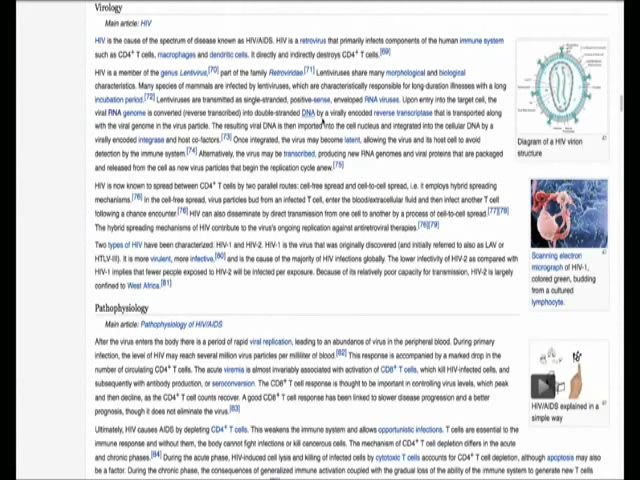 Virology
Main article: HIV
HIV is the cause of the spectrum of disease known as HIV/AIDS. HIV is a retrovirus that primarily infects components of the human immune system
such as CD4+ T cells, macrophages and dendritic cells. It directly and indirectly destroys CD4+ T cells.[69]
HIV is a member of the genus Lentivirus,[70] part of the family Retroviridae.[71] Lentiviruses share many morphological and biological
characteristics. Many species of mammals are infected by lentiviruses, which are characteristically responsible for long-duration illnesses with a long
incubation period.[72] Lentiviruses are transmitted as single-stranded, positive-sense, enveloped RNA viruses. Upon entry into the target cell, the
viral RNA genome is converted (reverse transcribed) into double-stranded DNA by a virally encoded reverse transcriptase that is transported along
with the viral genome in the virus particle. The resulting viral DNA is then imported into the cell nucleus and integrated into the cellular DNA by a
virally encoded integrase and host co-factors.[73] Once integrated, the virus may become latent, allowing the virus and its host cell to avoid
detection by the immune system.[74] Alternatively, the virus may be transcribed, producing new RNA genomes and viral proteins that are packaged
and released from the cell as new virus particles that begin the replication cycle anew.[75]
Diagram of a HIV virion
structure
HIV is now known to spread between CD4+ T cells by two parallel routes: cell-free spread and cell-to-cell spread, i.e. it employs hybrid spreading
mechanisms.[76] In the cell-free spread, virus particles bud from an infected T cell, enter the blood/extracellular fluid and then infect another T cell
following a chance encounter.[76] HIV can also disseminate by direct transmission from one cell to another by a process of cell-to-cell spread.[77][78]
The hybrid spreading mechanisms of HIV contribute to the virus's ongoing replication against antiretroviral therapies.[76][79]
Two types of HIV have been characterized: HIV-1 and HIV-2. HIV-1 is the virus that was originally discovered (and initially referred to also as LAV or
HTLV-III). It is more virulent, more infective,[80] and is the cause of the majority of HIV infections globally. The lower infectivity of HIV-2 as compared with
HIV-1 implies that fewer people exposed to HIV-2 will be infected per exposure. Because of its relatively poor capacity for transmission, HIV-2 is largely
confined to West Africa.[81]
Scanning electron
micrograph of HIV-1,
colored green, budding
from a cultured
lymphocyte.
Pathophysiology
Main article: Pathophysiology of HIV/AIDS
After the virus enters the body there is a period of rapid viral replication, leading to an abundance of virus in the peripheral blood. During primary
infection, the level of HIV may reach several million virus particles per milliliter of blood.[82] This response is accompanied by a marked drop in the
number of circulating CD4+ T cells. The acute viremia is almost invariably associated with activation of CD8+ T cells, which kill HIV-infected cells, and
subsequently with antibody production, or seroconversion. The CD8+ T cell response is thought to be important in controlling virus levels, which peak
and then decline, as the CD4+ T cell counts recover. A good CD8+ T cell response has been linked to slower disease progression and a better
prognosis, though it does not eliminate the virus.[83]
HIV/AIDS explained in a
simple way
Ultimately, HIV causes AIDS by depleting CD4+ T cells. This weakens the immune system and allows opportunistic infections. T cells are essential to the
immune response and without them, the body cannot fight infections or kill cancerous cells. The mechanism of CD4+ T cell depletion differs in the acute
and chronic phases.[84] During the acute phase, HIV-induced cell lysis and killing of infected cells by cytotoxic T cells accounts for CD4+ T cell depletion, although apoptosis may also
be a factor. During the chronic phase, the consequences of generalized immune activation coupled with the gradual loss of the ability of the immune system to generate new T cells